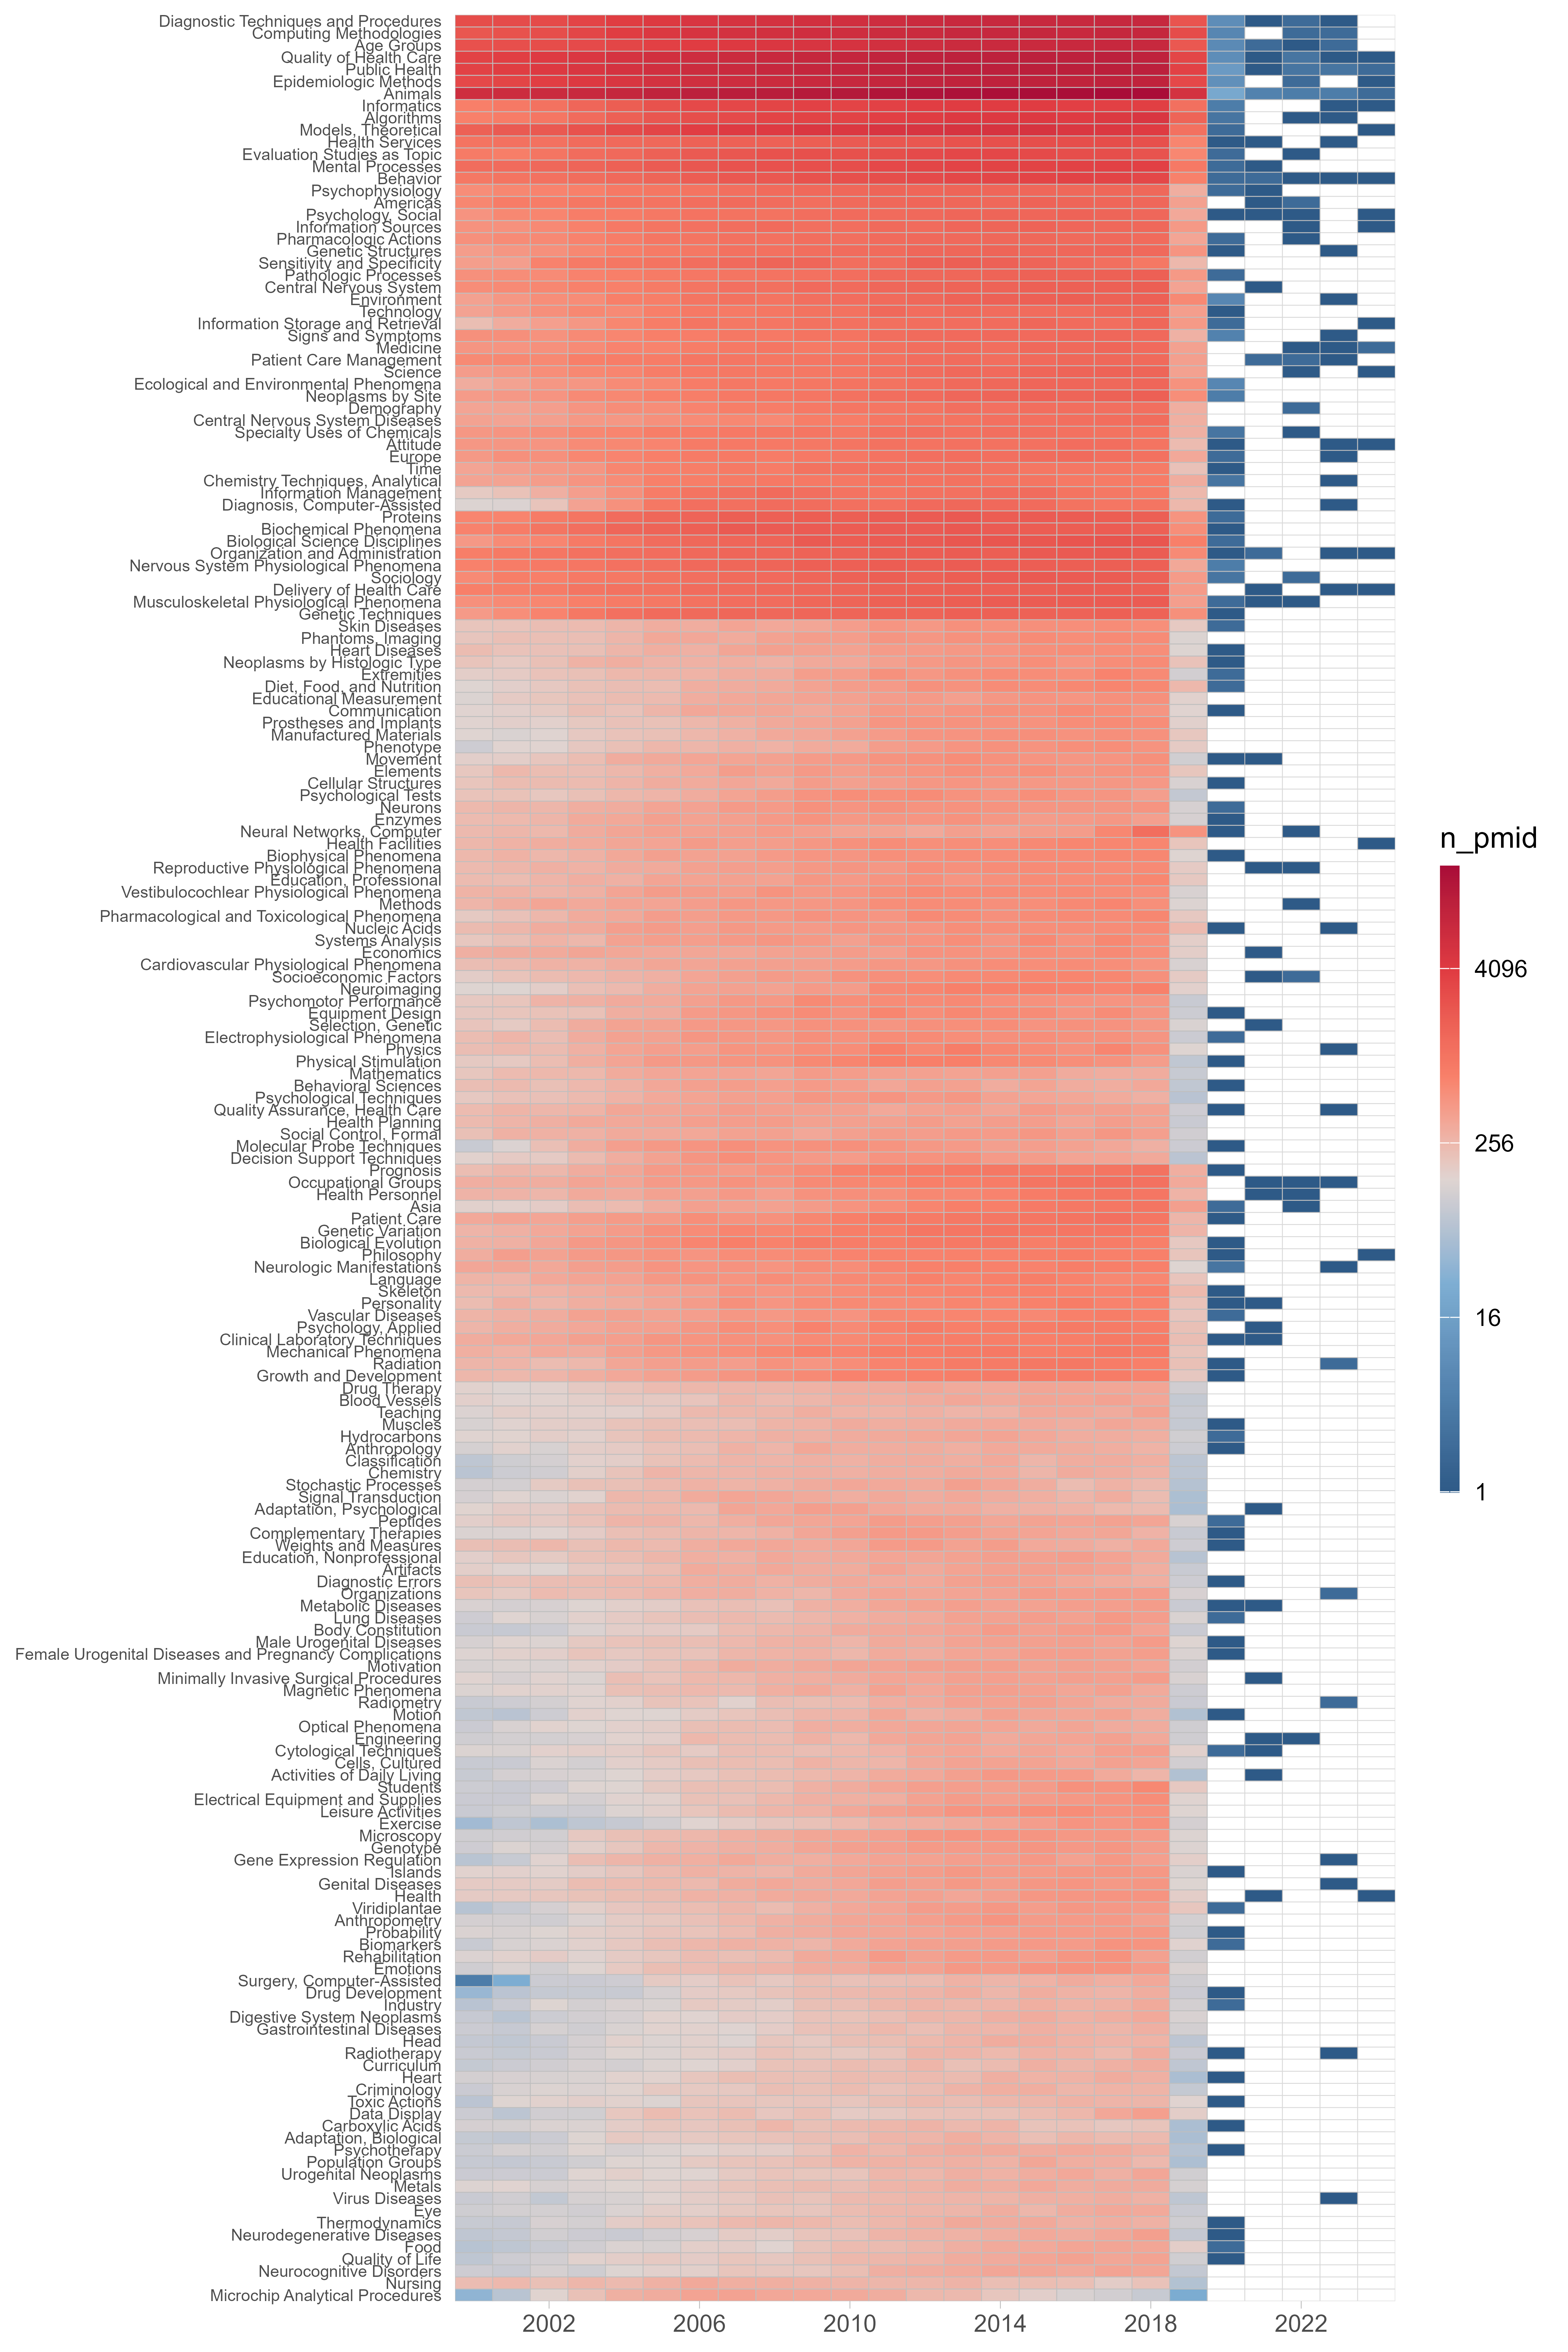 Diagnostic Techniques and Procedures
Computing Methodologies
Age Groups
Quality of Health Care
Public Health
Epidemiologic Methods
Animals
Informatics
Algorithms
Models, Theoretical
Health Services
Evaluation Studies as Topic
Mental Processes
Behavior
Psychophysiology
Americas
Psychology, Social
Information Sources
Pharmacologic Actions
Genetic Structures
Sensitivity and Specificity
Pathologic Processes
Central Nervous System
Environment
Technology
Information Storage and Retrieval
Signs and Symptoms
Medicine
Patient Care Management
Science
Ecological and Environmental Phenomena
Neoplasms by Site
Demography
Central Nervous System Diseases
Specialty Uses of Chemicals
Attitude
Europe
Time
Chemistry Techniques, Analytical
Information Management
Diagnosis, Computer-Assisted
Proteins
Biochemical Phenomena
Biological Science Disciplines
Organization and Administration
Nervous System Physiological Phenomena
Sociology
Delivery of Health Care
Musculoskeletal Physiological Phenomena
Genetic Techniques
Skin Diseases
Phantoms, Imaging
Heart Diseases
Neoplasms by Histologic Type
Extremities
Diet, Food, and Nutrition
Educational Measurement
Communication
Prostheses and Implants
Manufactured Materials
Phenotype
Movement
Elements
Cellular Structures
Psychological Tests
Neurons
Enzymes
Neural Networks, Computer
Health Facilities
Biophysical Phenomena
Reproductive Physiological Phenomena
Education, Professional
Vestibulocochlear Physiological Phenomena
Methods
Pharmacological and Toxicological Phenomena
Nucleic Acids
Systems Analysis
Economics
Cardiovascular Physiological Phenomena
Socioeconomic Factors
Neuroimaging
Psychomotor Performance
Equipment Design
Selection, Genetic
Electrophysiological Phenomena
Physics
Physical Stimulation
Mathematics
Behavioral Sciences
Psychological Techniques
Quality Assurance, Health Care
Health Planning
Social Control, Formal
Molecular Probe Techniques
Decision Support Techniques
Prognosis
Occupational Groups
Health Personnel
Asia
Patient Care
Genetic Variation
Biological Evolution
Philosophy
Neurologic Manifestations
Language
Skeleton
Personality
Vascular Diseases
Psychology, Applied
Clinical Laboratory Techniques
Mechanical Phenomena
Radiation
Growth and Development
Drug Therapy
Blood Vessels
Teaching
Muscles
Hydrocarbons
Anthropology
Classification
Chemistry
Stochastic Processes
Signal Transduction
Adaptation, Psychological
Peptides
Complementary Therapies
Weights and Measures
Education, Nonprofessional
Artifacts
Diagnostic Errors
Organizations
Metabolic Diseases
Lung Diseases
Body Constitution
Male Urogenital Diseases
Female Urogenital Diseases and Pregnancy Complications
Motivation
Minimally Invasive Surgical Procedures
Magnetic Phenomena
Radiometry
Motion
Optical Phenomena
Engineering
Cytological Techniques
Cells, Cultured
Activities of Daily Living
Students
Electrical Equipment and Supplies
Leisure Activities
Exercise
Microscopy
Genotype
Gene Expression Regulation
Islands
Genital Diseases
Health
Viridiplantae
Anthropometry
Probability
Biomarkers
Rehabilitation
Emotions
Surgery, Computer-Assisted
Drug Development
Industry
Digestive System Neoplasms
Gastrointestinal Diseases
Head
Radiotherapy
Curriculum
Heart
Criminology
Toxic Actions
Data Display
Carboxylic Acids
Adaptation, Biological
Psychotherapy
Population Groups
Urogenital Neoplasms
Metals
Virus Diseases
Eye
Thermodynamics
Neurodegenerative Diseases
Food
Quality of Life
Neurocognitive Disorders
Nursing
Microchip Analytical Procedures
2002 2006 2010 2014 2018 2022
n_pmid
4096
256
16
1